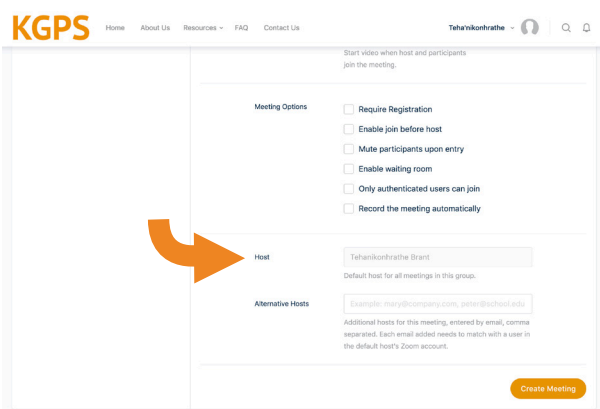 KGPS Home About Us Resources FAQ Contact Us Teha'nikonhrathe
Start video when host and participants
join the meeting.
Meeting Options
Require Registration
Enable join before host
Mute participants upon entry
Enable waiting room
Only authenticated users can join
Record the meeting automatically
Host Tehanikonhrathe Brant
Default host for all meetings in this group.
Alternative Hosts Example: mary@company.com, peter@school.edu
Additional hosts for this meeting, entered by email, comma
separated. Each email added needs to match with a user in
the default host's Zoom account.
Create Meeting